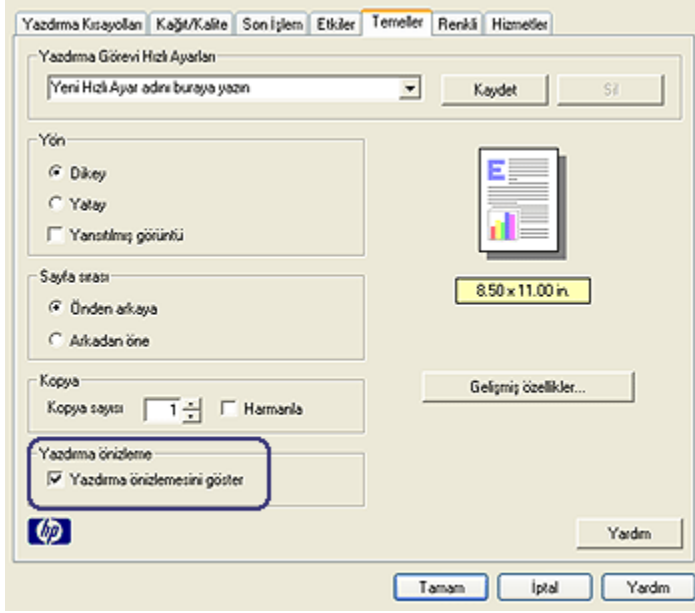 Yazdırma Kısayolları Kağıt/Kalite Son İşlem Etkiler Temeller Renkli Hizmetler
Yazdırma Görevi Hızlı Ayarları
Yeni Hızlı Ayar adını buraya yazın
Kaydet
Sil
Yön
Dikey
Yatay
Yansıtılmış görüntü
E
8.50 x 11.00 in.
Sayfa sırası
Önden arkaya
Arkadan öne
Gelişmiş özellikler...
Kopya
Kopya sayısı 1 Harmanla
Yazdırma önizleme
Yazdırma önizlemesini göster
hp
Yardım
Tamam İptal Yardım